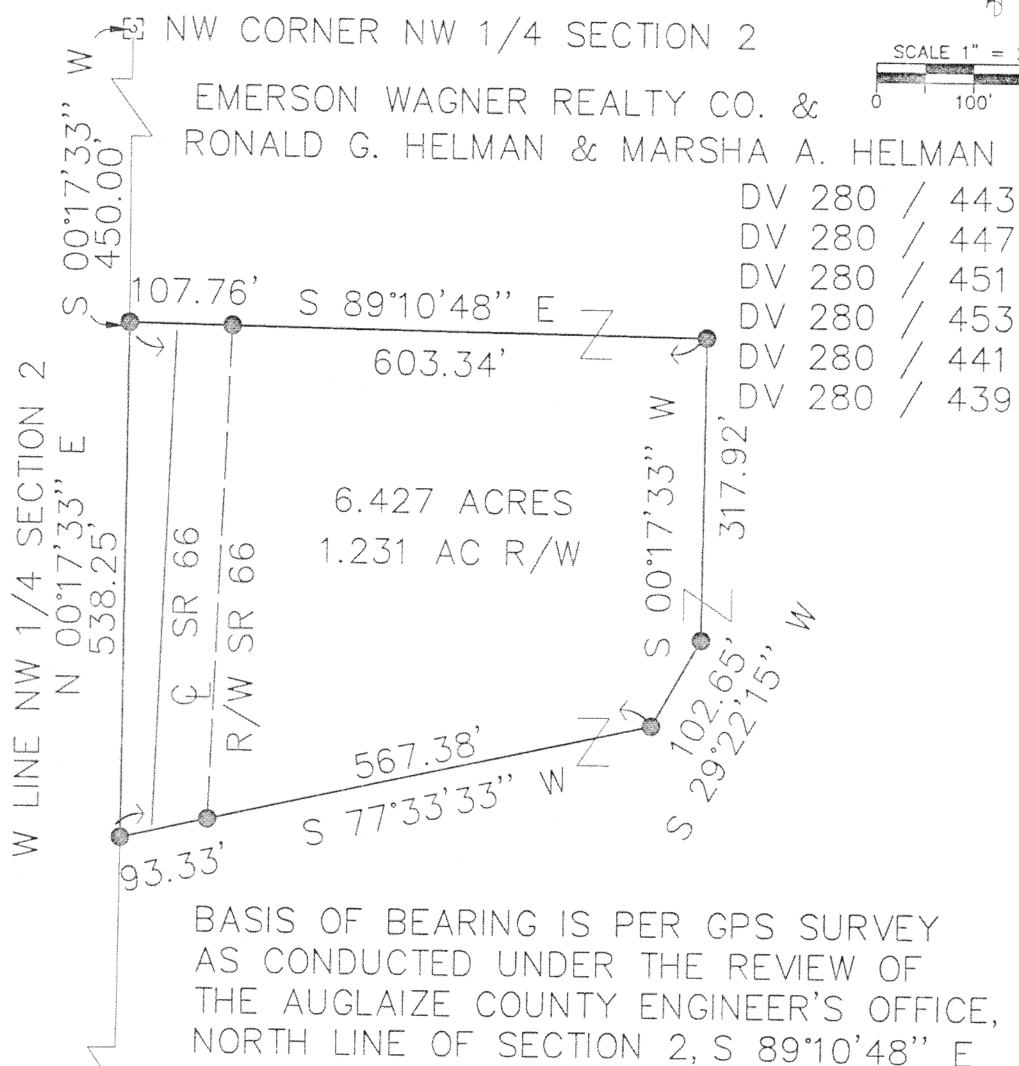 NW CORNER NW 1/4 SECTION 2
SCALE 1" =
0 100'
S 00°17'33" W
450.00'
EMERSON WAGNER REALTY CO. &
RONALD G. HELMAN & MARSHA A. HELMAN
DV 280 / 443
DV 280 / 447
DV 280 / 451
DV 280 / 453
DV 280 / 441
DV 280 / 439
107.76'
S 89°10'48" E
603.34'
W LINE NW 1/4 SECTION 2
N 00°17'33" E
538.25'
℄ SR 66
R/W SR 66
6.427 ACRES
1.231 AC R/W
S 00°17'33" W
317.92'
102.65'
S 29°22'15" W
567.38'
S 77°33'33" W
93.33'
BASIS OF BEARING IS PER GPS SURVEY
AS CONDUCTED UNDER THE REVIEW OF
THE AUGLAIZE COUNTY ENGINEER'S OFFICE,
NORTH LINE OF SECTION 2, S 89°10'48" E